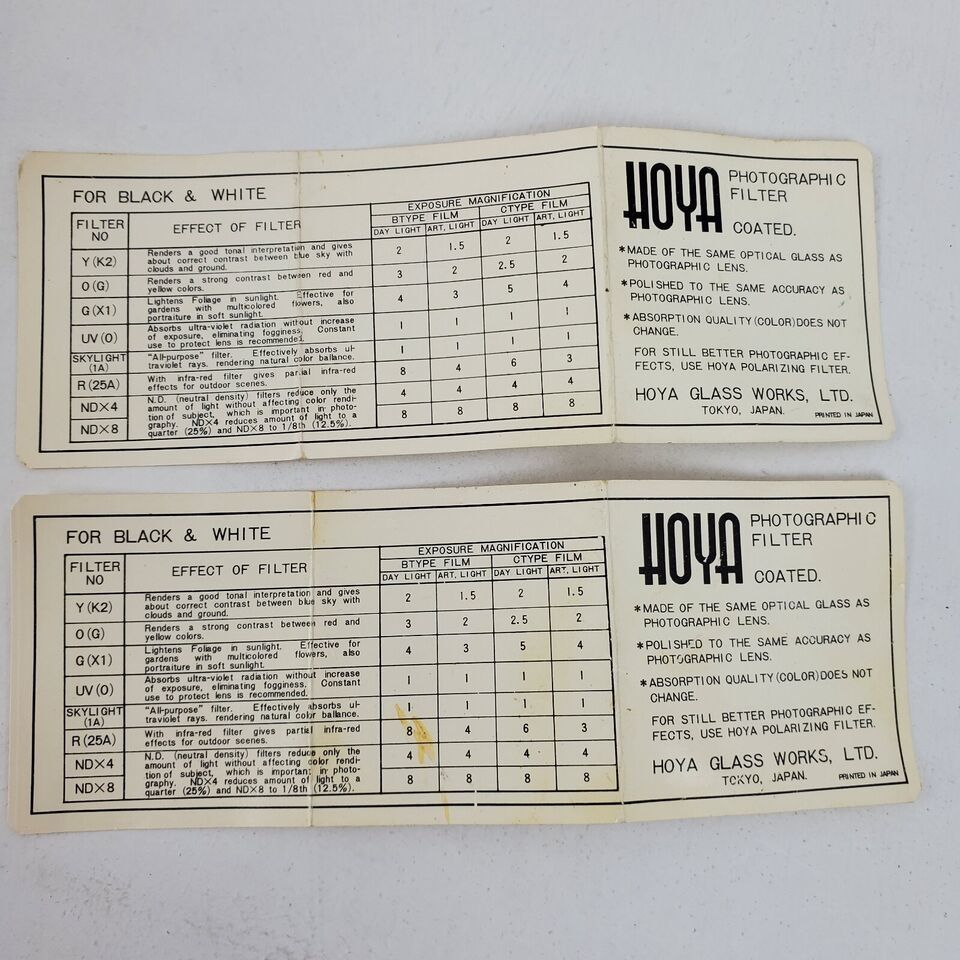 FOR BLACK & WHITE
FILTER NO EFFECT OF FILTER EXPOSURE MAGNIFICATION
BTYPE FILM CTYPE FILM
DAY LIGHT ART, LIGHT DAY LIGHT ART, LIGHT
Y (K2) Renders a good tonal interpretation and gives 2 1.5 2 1.5
about correct contrast between blue sky with
clouds and ground.
O (G) Renders a strong contrast between red and 3 2 2.5 2
yellow colors.
G (X1) Lightens Foliage in sunlight. Effective for 4 3 5 4
gardens with multicolored flowers, also
portraiture in soft sunlight.
UV (O) Absorbs ultra-violet radiation without increase 1 1 1 1
of exposure, eliminating fogginess. Constant
use to protect lens is recommended.
SKYLIGHT (1A) "All-purpose" filter. Effectively absorbs ul- 1 1 1 1
traviolet rays. rendering natural color ballance.
R (25A) With infra-red filter gives partial infra-red 8 4 6 3
effects for outdoor scenes.
ND×4 N.D. (neutral density) filters reduce only the 4 4 4 4
amount of light without affecting color rendi-
tion of subject, which is important in photo-
ND×8 graphy. ND×4 reduces amount of light to a 8 8 8 8
quarter (25%) and ND×8 to 1/8th (12.5%).
HOYA PHOTOGRAPHIC
FILTER
COATED.
*MADE OF THE SAME OPTICAL GLASS AS
PHOTOGRAPHIC LENS.
*POLISHED TO THE SAME ACCURACY AS
PHOTOGRAPHIC LENS.
*ABSORPTION QUALITY (COLOR) DOES NOT
CHANGE.
FOR STILL BETTER PHOTOGRAPHIC EF-
FECTS, USE HOYA POLARIZING FILTER.
HOYA GLASS WORKS, LTD.
TOKYO, JAPAN. PRINTED IN JAPAN
FOR BLACK & WHITE
FILTER NO EFFECT OF FILTER EXPOSURE MAGNIFICATION
BTYPE FILM CTYPE FILM
DAY LIGHT ART, LIGHT DAY LIGHT ART, LIGHT
Y (K2) Renders a good tonal interpretation and gives 2 1.5 2 1.5
about correct contrast between blue sky with
clouds and ground.
O (G) Renders a strong contrast between red and 3 2 2.5 2
yellow colors.
G (X1) Lightens Foliage in sunlight. Effective for 4 3 5 4
gardens with multicolored flowers, also
portraiture in soft sunlight.
UV (O) Absorbs ultra-violet radiation without increase 1 1 1 1
of exposure, eliminating fogginess. Constant
use to protect lens is recommended.
SKYLIGHT (1A) "All-purpose" filter. Effectively absorbs ul- 1 1 1 1
traviolet rays. rendering natural color ballance.
R (25A) With infra-red filter gives partial infra-red 8 4 6 3
effects for outdoor scenes.
ND×4 N.D. (neutral density) filters reduce only the 4 4 4 4
amount of light without affecting color rendi-
tion of subject, which is important in photo-
ND×8 graphy. ND×4 reduces amount of light to a 8 8 8 8
quarter (25%) and ND×8 to 1/8th (12.5%).
HOYA PHOTOGRAPHIC
FILTER
COATED.
*MADE OF THE SAME OPTICAL GLASS AS
PHOTOGRAPHIC LENS.
*POLISHED TO THE SAME ACCURACY AS
PHOTOGRAPHIC LENS.
*ABSORPTION QUALITY (COLOR) DOES NOT
CHANGE.
FOR STILL BETTER PHOTOGRAPHIC EF-
FECTS, USE HOYA POLARIZING FILTER.
HOYA GLASS WORKS, LTD.
TOKYO, JAPAN. PRINTED IN JAPAN